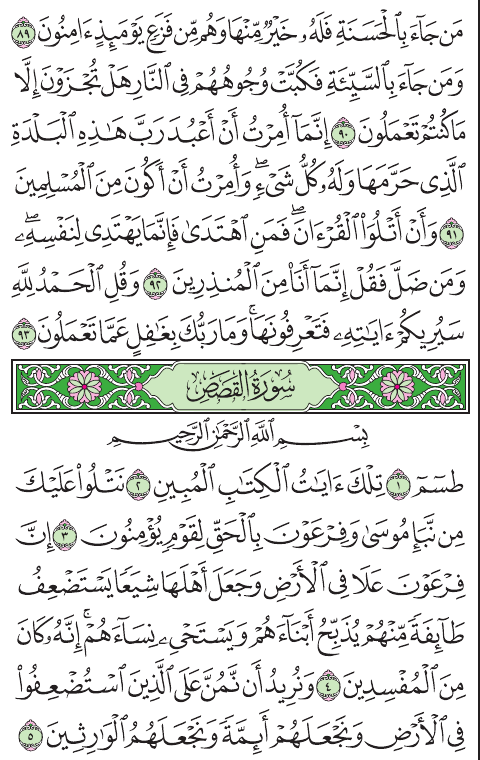 مَن جَآءَ بِٱلْحَسَنَةِ فَلَهُۥ خَيْرٌ مِّنْهَا وَهُم مِّن فَزَعٍ يَوْمَئِذٍ ءَامِنُونَ ٨٩
وَمَن جَآءَ بِٱلسَّيِّئَةِ فَكُبَّتْ وُجُوهُهُمْ فِى ٱلنَّارِ هَلْ تُجْزَوْنَ إِلَّا
مَا كُنتُمْ تَعْمَلُونَ ٩٠ إِنَّمَآ أُمِرْتُ أَنْ أَعْبُدَ رَبَّ هَٰذِهِ ٱلْبَلْدَةِ
ٱلَّذِى حَرَّمَهَا وَلَهُۥ كُلُّ شَىْءٍ ۖ وَأُمِرْتُ أَنْ أَكُونَ مِنَ ٱلْمُسْلِمِينَ
٩١ وَأَنْ أَتْلُوَا۟ ٱلْقُرْءَانَ ۖ فَمَنِ ٱهْتَدَىٰ فَإِنَّمَا يَهْتَدِى لِنَفْسِهِۦ ۖ
وَمَن ضَلَّ فَقُلْ إِنَّمَآ أَنَا۠ مِنَ ٱلْمُنذِرِينَ ٩٢ وَقُلِ ٱلْحَمْدُ لِلَّهِ
سَيُرِيكُمْ ءَايَٰتِهِۦ فَتَعْرِفُونَهَا ۚ وَمَا رَبُّكَ بِغَٰفِلٍ عَمَّا تَعْمَلُونَ ٩٣
سُورَةُ القَصَصِ
بِسْمِ ٱللَّهِ ٱلرَّحْمَٰنِ ٱلرَّحِيمِ
طسٓمٓ ١ تِلْكَ ءَايَٰتُ ٱلْكِتَٰبِ ٱلْمُبِينِ ٢ نَتْلُوا۟ عَلَيْكَ
مِن نَّبَإِ مُوسَىٰ وَفِرْعَوْنَ بِٱلْحَقِّ لِقَوْمٍ يُؤْمِنُونَ ٣ إِنَّ
فِرْعَوْنَ عَلَا فِى ٱلْأَرْضِ وَجَعَلَ أَهْلَهَا شِيَعًا يَسْتَضْعِفُ
طَآئِفَةً مِّنْهُمْ يُذَبِّحُ أَبْنَآءَهُمْ وَيَسْتَحْىِۦ نِسَآءَهُمْ ۚ إِنَّهُۥ كَانَ
مِنَ ٱلْمُفْسِدِينَ ٤ وَنُرِيدُ أَن نَّمُنَّ عَلَى ٱلَّذِينَ ٱسْتُضْعِفُوا۟
فِى ٱلْأَرْضِ وَنَجْعَلَهُمْ أَئِمَّةً وَنَجْعَلَهُمُ ٱلْوَٰرِثِينَ ٥